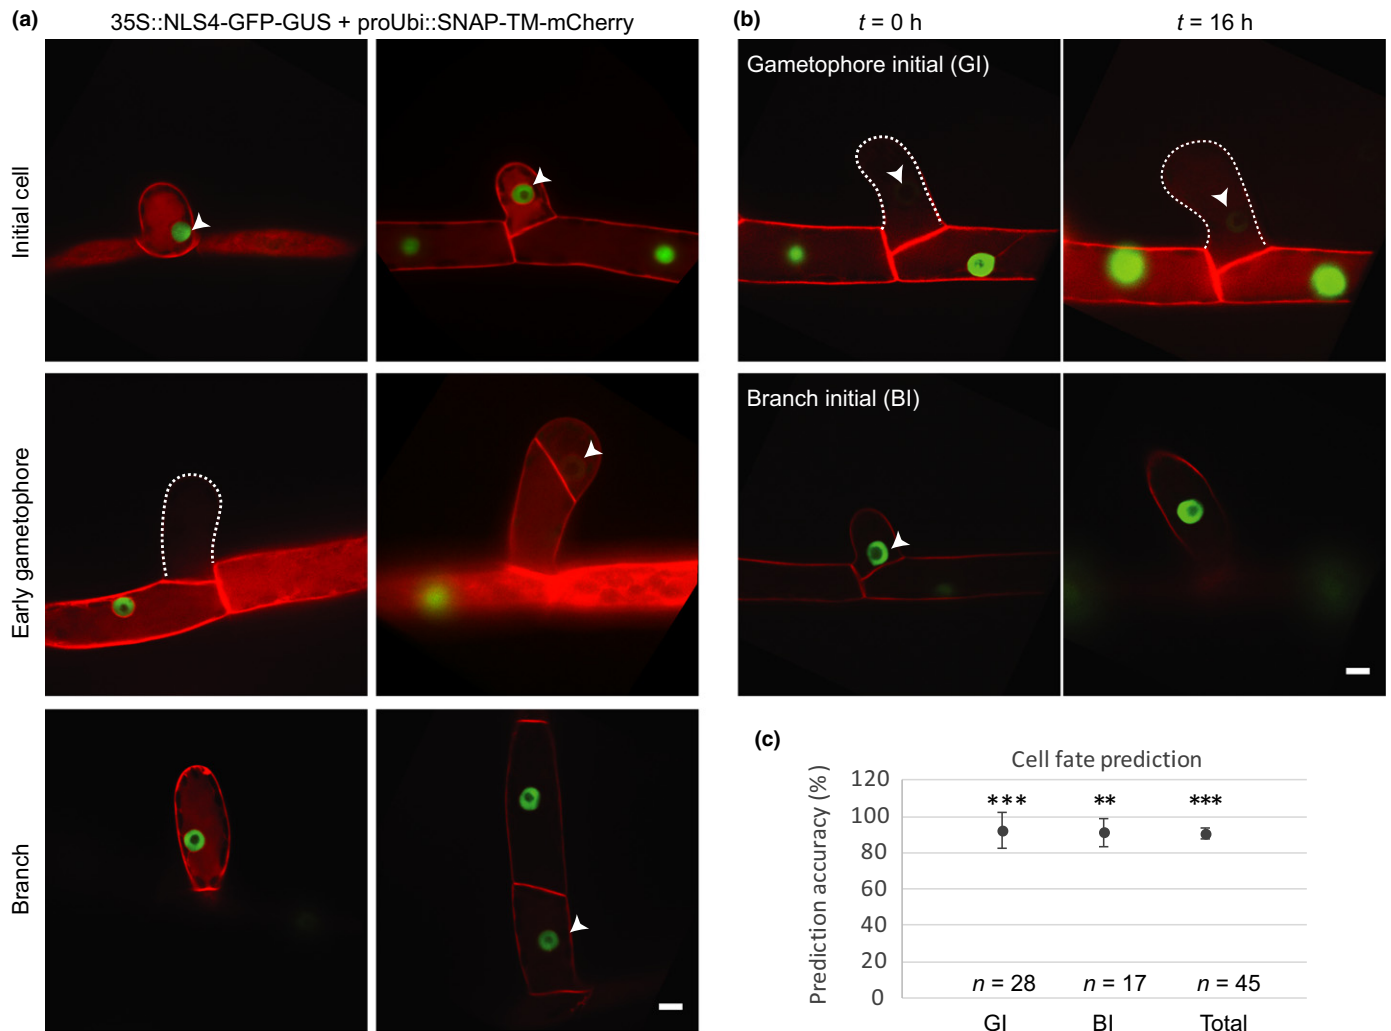 (a) 35S::NLS4-GFP-GUS + proUbi::SNAP-TM-mCherry
Initial cell
Early gametophore
Branch
(b) t = 0 h t = 16 h
Gametophore initial (GI)
Branch initial (BI)
(c)
Cell fate prediction
Prediction accuracy (%)
120
100
80
60
40
20
0
*** ** ***
n = 28 n = 17 n = 45
GI BI Total